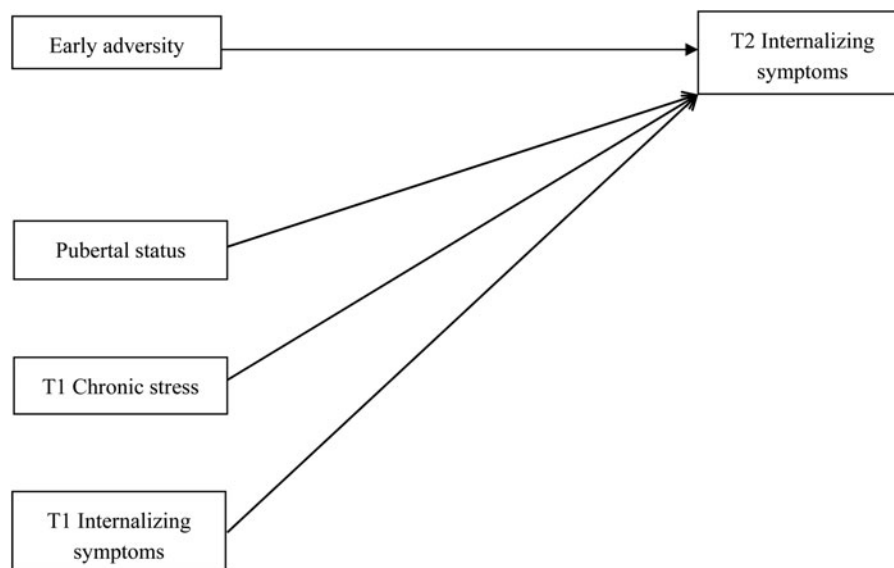 Early adversity
T2 Internalizing
symptoms
Pubertal status
T1 Chronic stress
T1 Internalizing
symptoms